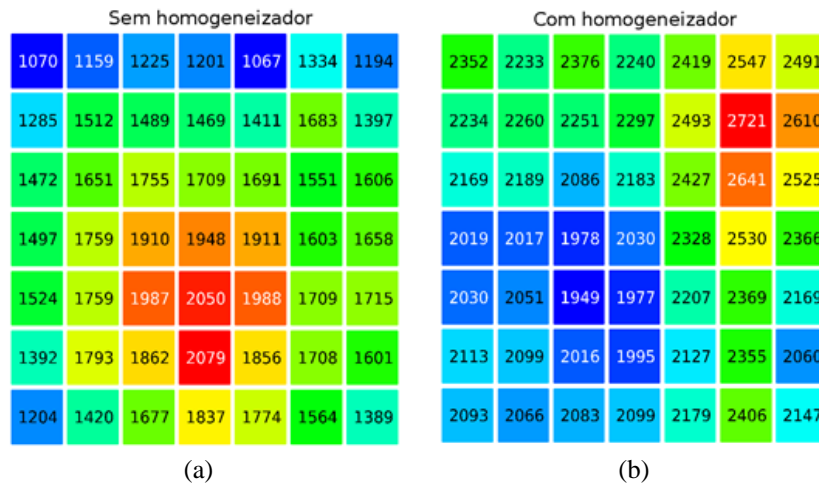 Sem homogeneizador
1070 1159 1225 1201 1067 1334 1194
1285 1512 1489 1469 1411 1683 1397
1472 1651 1755 1709 1691 1551 1606
1497 1759 1910 1948 1911 1603 1658
1524 1759 1987 2050 1988 1709 1715
1392 1793 1862 2079 1856 1708 1601
1204 1420 1677 1837 1774 1564 1389
(a)
Com homogeneizador
2352 2233 2376 2240 2419 2547 2491
2234 2260 2251 2297 2493 2721 2610
2169 2189 2086 2183 2427 2641 2525
2019 2017 1978 2030 2328 2530 2366
2030 2051 1949 1977 2207 2369 2169
2113 2099 2016 1995 2127 2355 2060
2093 2066 2083 2099 2179 2406 2147
(b)